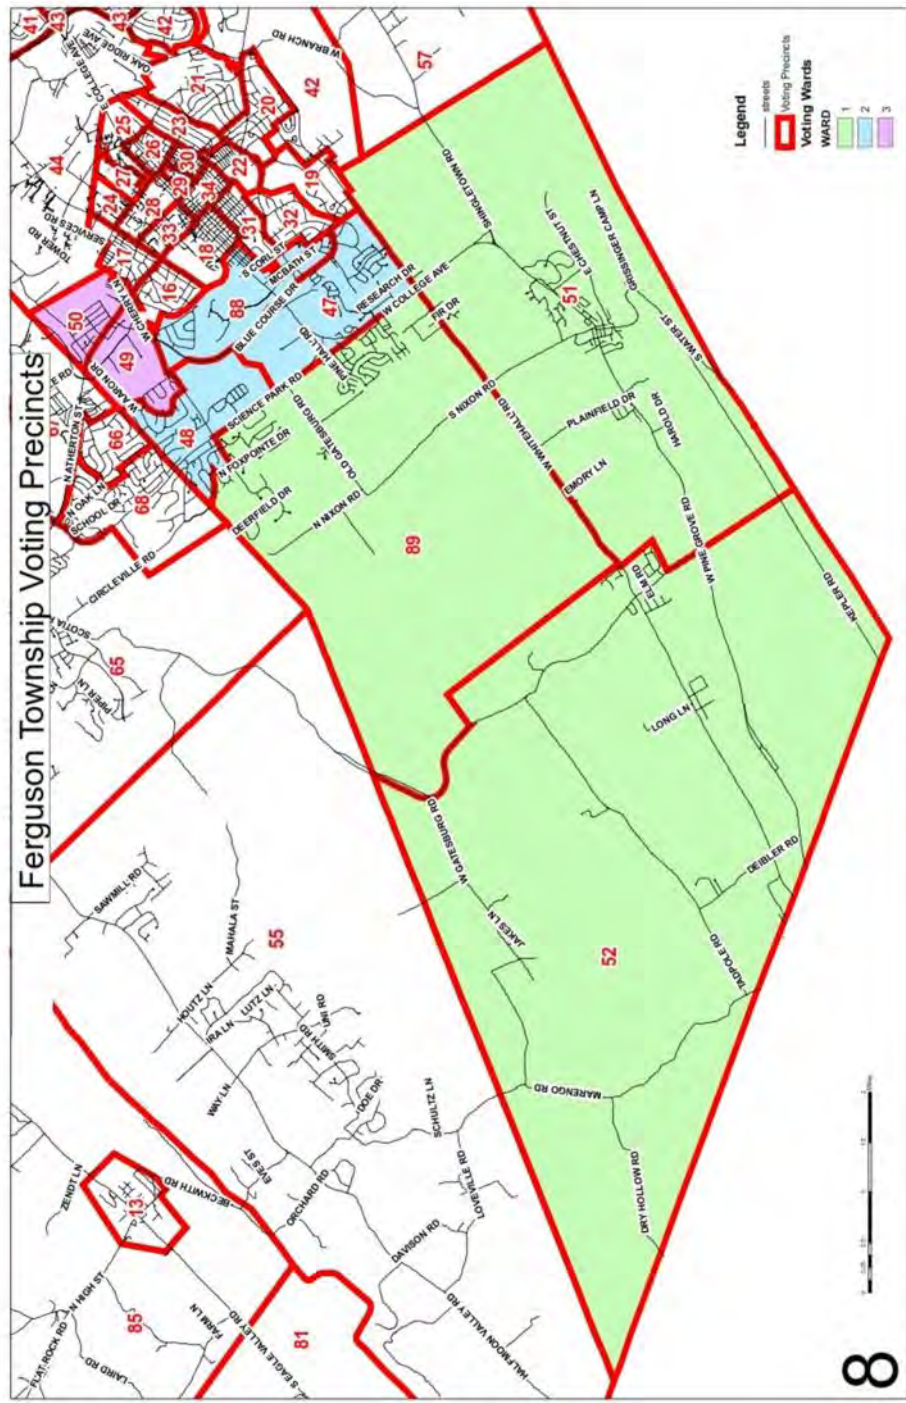 Ferguson Township Voting Precincts
41
43
43
42
OAK RIDGE AVE
E COLLEGE AVE
W BRANCH RD
57
42
21
20
44
25
23
26
30
22
19
27
29
34
24
28
31
32
33
18
17
16
TOWER RD
SERVICES RD
S CORL ST
MCBATH ST
BLUE COURSE DR
88
47
RESEARCH DR
W COLLEGE AVE
PINE HALL RD
FIR DR
SHINGLETOWN RD
50
49
W CHERRY LN
W AARON DR
48
67
66
68
N ATHERTON ST
N OAK LN
SCHOOL DR
CIRCLEVILLE RD
SCIENCE PARK RD
N FOXPOINTE DR
DEERFIELD DR
OLD GATESBURG RD
N NIXON RD
S NIXON RD
W WHITEHALL RD
89
51
E CHESTNUT ST
GRISSINGER CAMP LN
S WATER ST
PLAINFIELD DR
HAROLD DR
EMORY LN
W PINE GROVE RD
KEPLER RD
ELM RD
LONG LN
DEIBLER RD
TADPOLE RD
W GATESBURG RD
JAKES LN
52
MARENGO RD
DRY HOLLOW RD
65
PIPER LN
SAWMILL RD
MAHALA ST
55
HOUTZ LN
IRA LN
LUTZ LN
UNI RD
SMITH RD
WAY LN
DOE DR
SCHULTZ LN
EVES ST
ORCHARD RD
LOVEVILLE RD
DAVISON RD
HALFMOON VALLEY RD
BECKWITH RD
ZENDT LN
13
N HIGH ST
FLAT ROCK RD
LAIRD RD
85
FARM LN
S EAGLE VALLEY RD
81
Legend
streets
Voting Precincts
Voting Wards
WARD
1
2
3
8